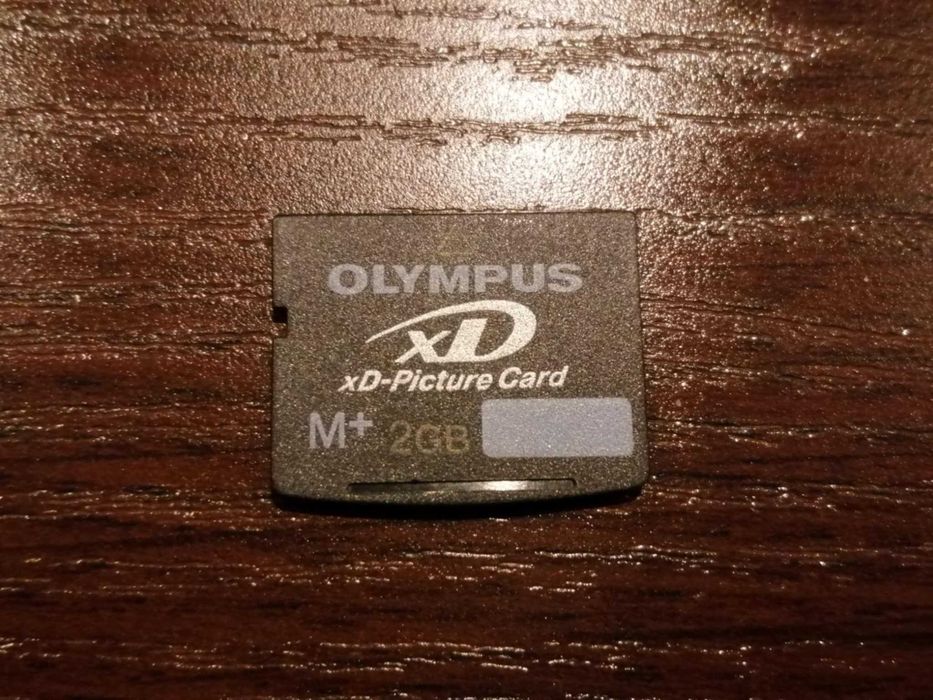 OLYMPUS
xD
xD-Picture Card
M+ 2GB